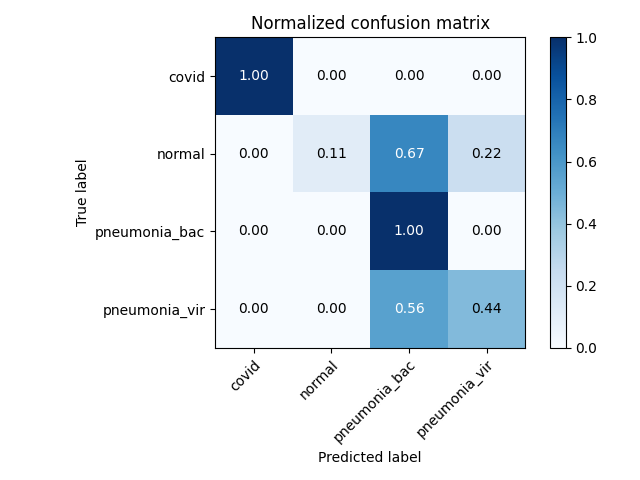 Normalized confusion matrix
True label
covid 1.00 0.00 0.00 0.00
normal 0.00 0.11 0.67 0.22
pneumonia_bac 0.00 0.00 1.00 0.00
pneumonia_vir 0.00 0.00 0.56 0.44
covid normal pneumonia_bac pneumonia_vir
Predicted label
1.0
0.8
0.6
0.4
0.2
0.0